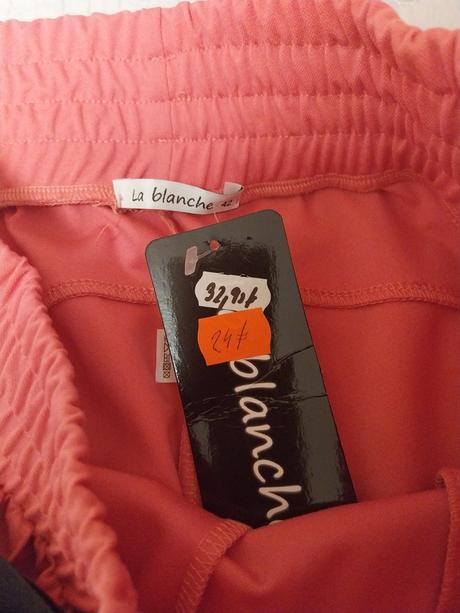 La blanche 42
32,90€
24€
blanche